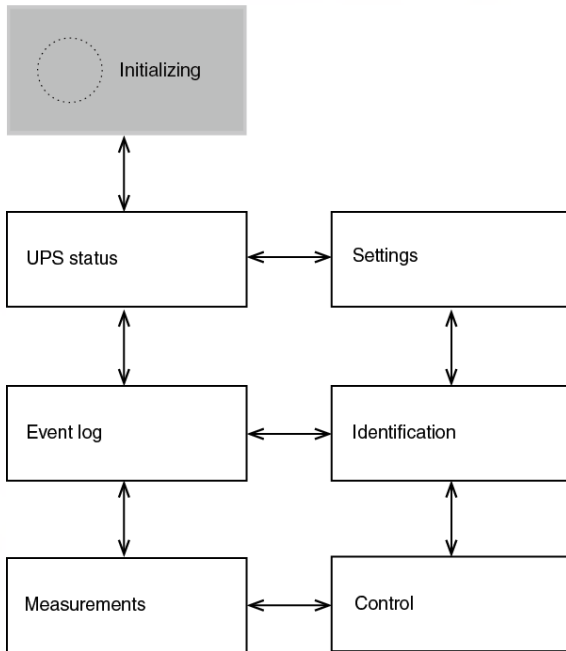 Initializing
UPS status
Settings
Event log
Identification
Measurements
Control